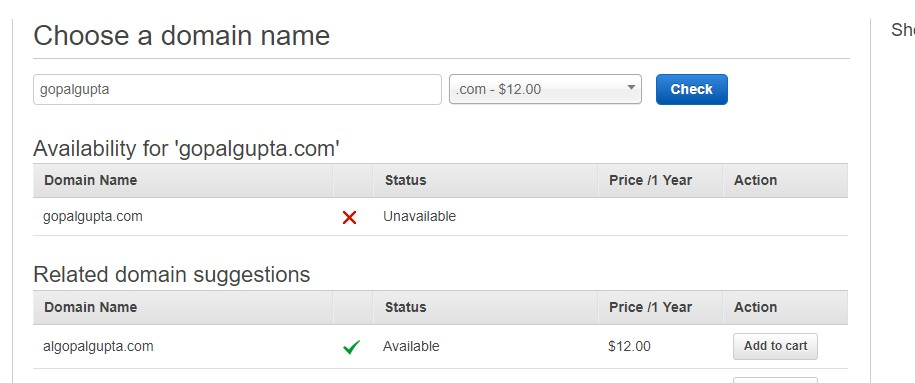 Choose a domain name
gopalgupta .com - $12.00 Check
Availability for 'gopalgupta.com'
Domain Name Status Price /1 Year Action
gopalgupta.com Unavailable
Related domain suggestions
Domain Name Status Price /1 Year Action
algopalgupta.com Available $12.00 Add to cart